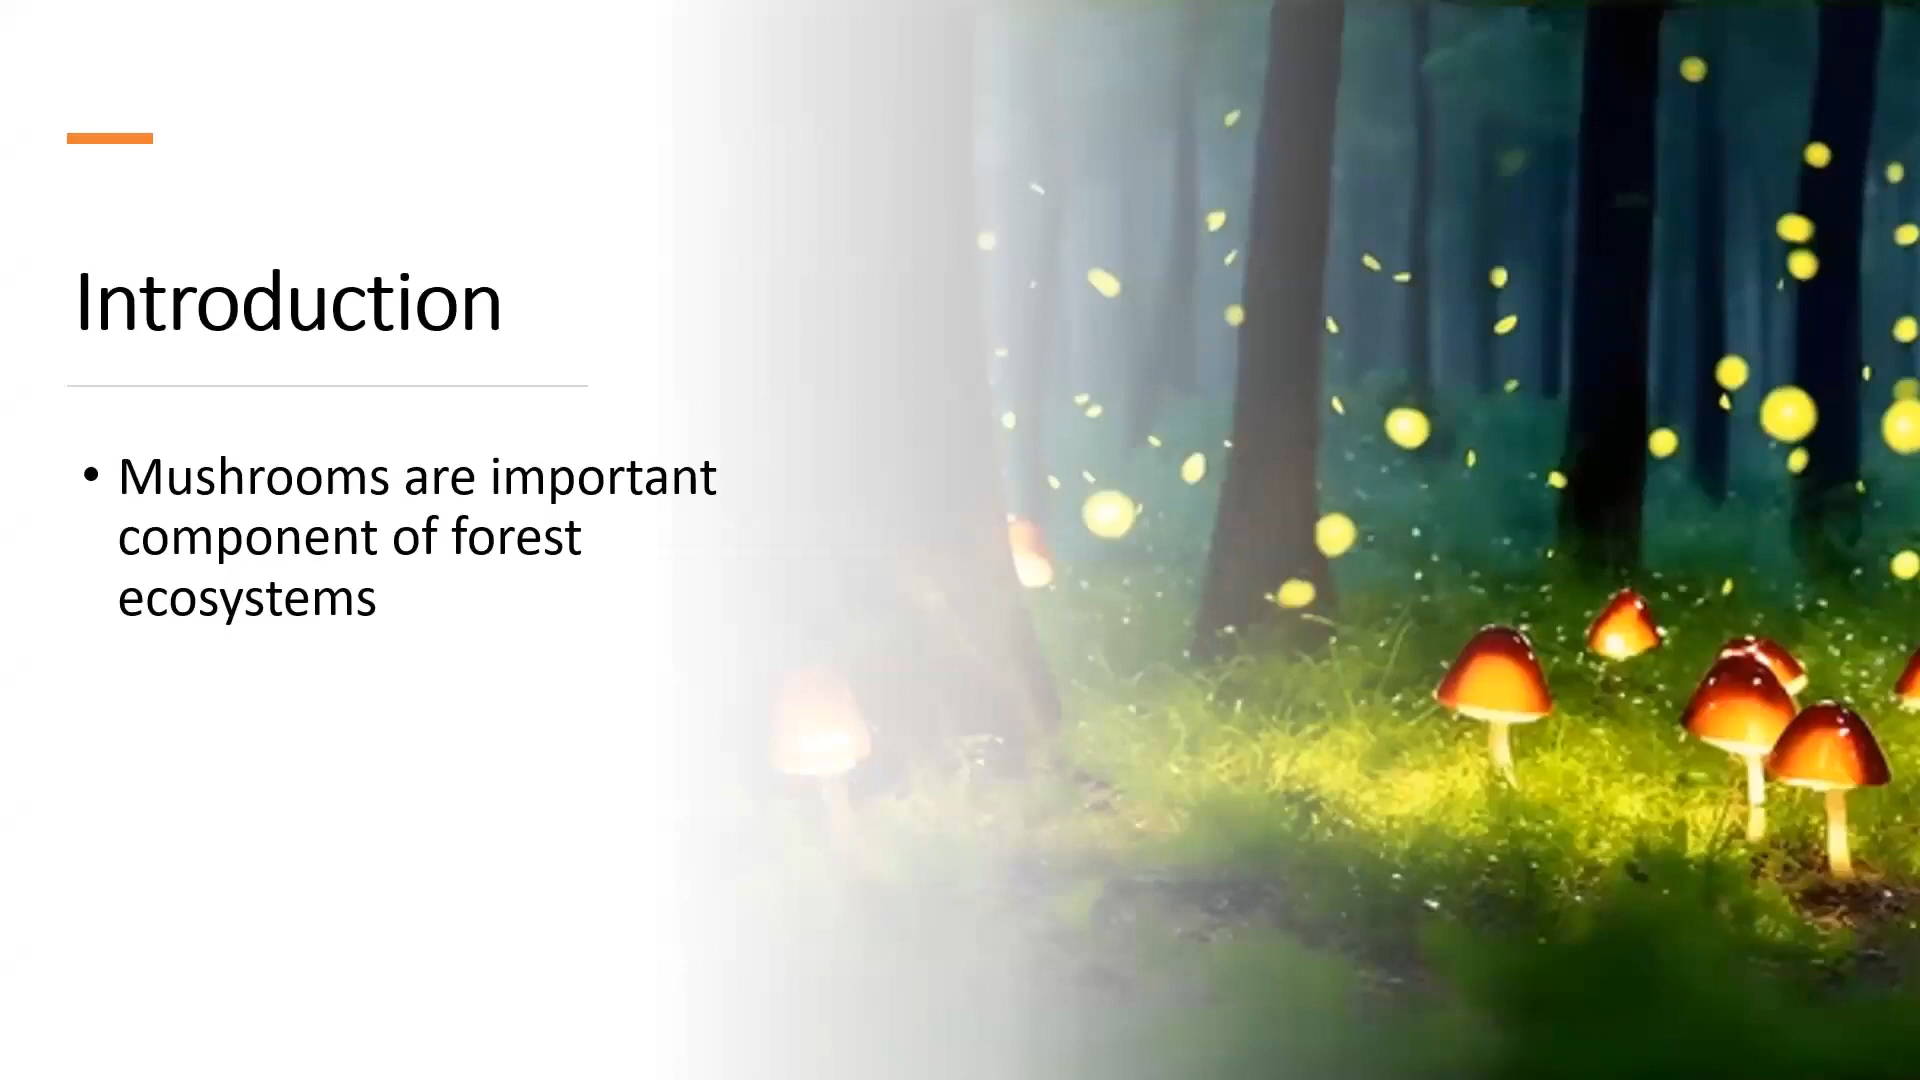 Introduction
• Mushrooms are important
component of forest
ecosystems